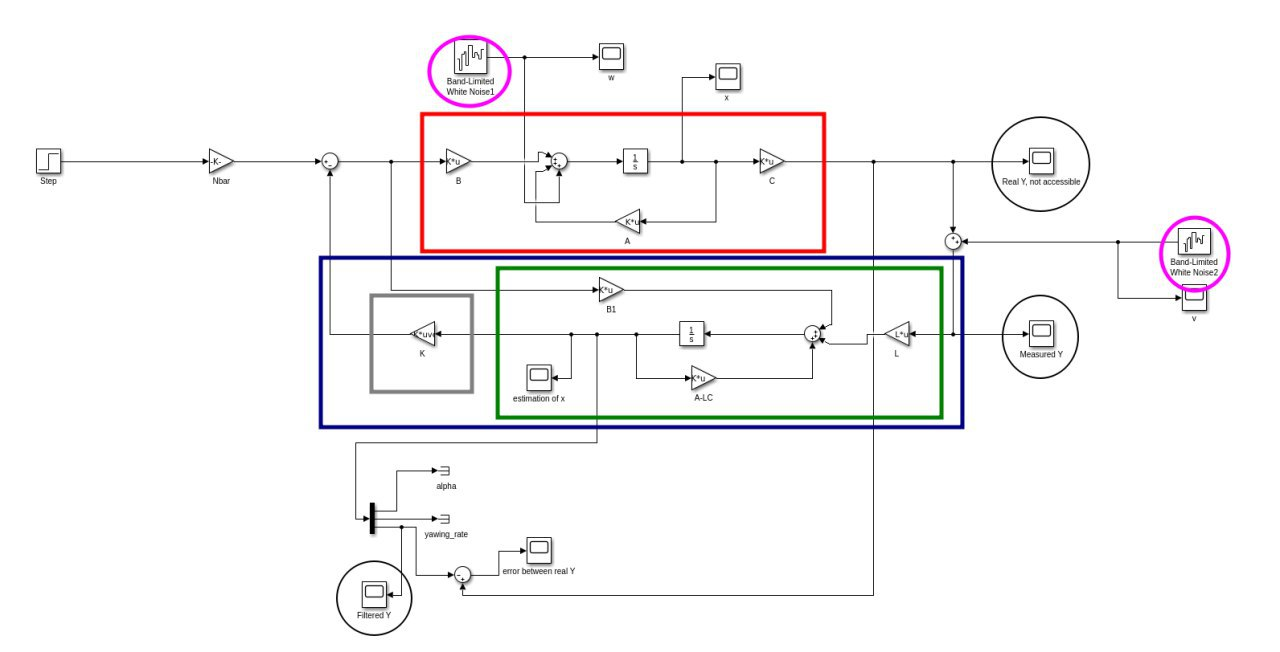 Band-Limited
White Noise1
w
x
Step
-K-
Nbar
K*u
B
1
s
K*u
C
Real Y, not accessible
K*u
A
Band-Limited
White Noise2
v
K*u
B1
K*uv
K
1
s
L*u
L
Measured Y
estimation of x
K*u
A-LC
alpha
yawing_rate
error between real Y
Filtered Y